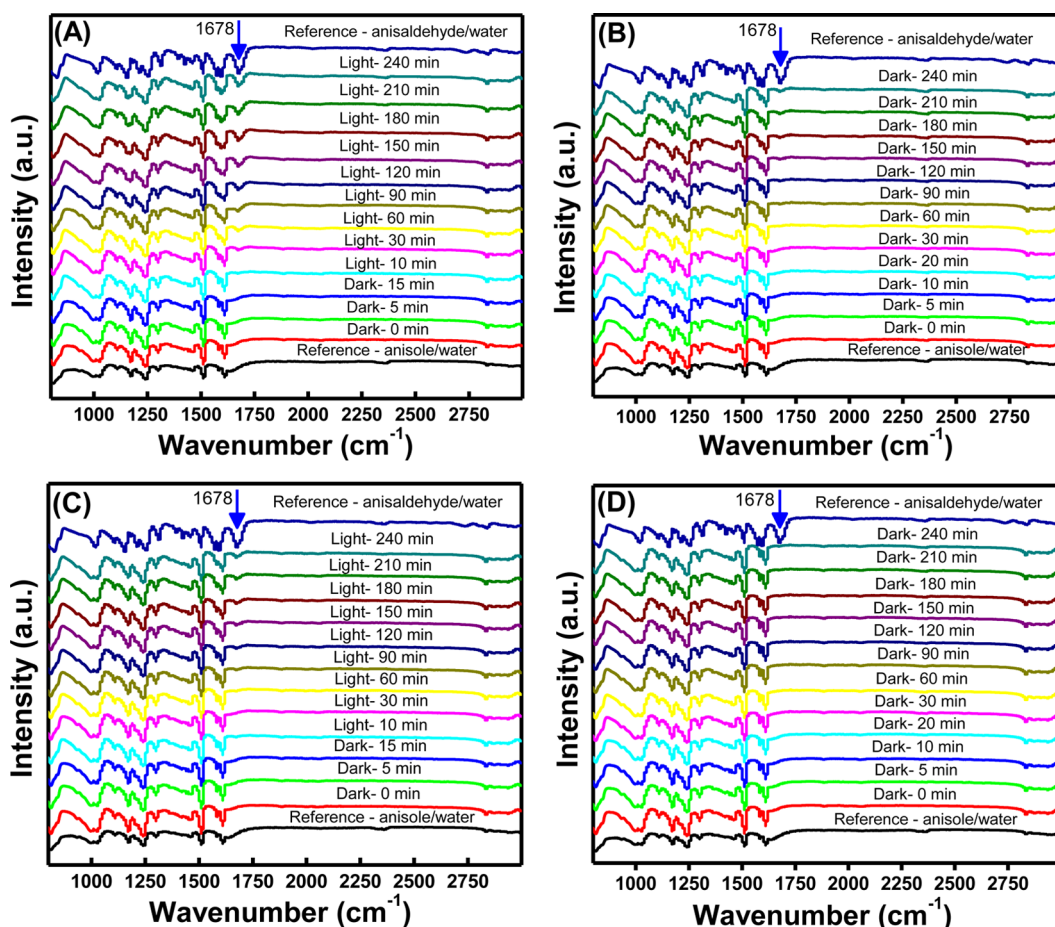 (A)
1678
Reference - anisaldehyde/water
Light- 240 min
Light- 210 min
Light- 180 min
Light- 150 min
Light- 120 min
Light- 90 min
Light- 60 min
Light- 30 min
Light- 10 min
Dark- 15 min
Dark- 5 min
Dark- 0 min
Reference - anisole/water
Intensity (a.u.)
1000 1250 1500 1750 2000 2250 2500 2750
Wavenumber (cm⁻¹)
(B)
1678
Reference - anisaldehyde/water
Dark- 240 min
Dark- 210 min
Dark- 180 min
Dark- 150 min
Dark- 120 min
Dark- 90 min
Dark- 60 min
Dark- 30 min
Dark- 20 min
Dark- 10 min
Dark- 5 min
Dark- 0 min
Reference - anisole/water
Intensity (a.u.)
1000 1250 1500 1750 2000 2250 2500 2750
Wavenumber (cm⁻¹)
(C)
1678
Reference - anisaldehyde/water
Light- 240 min
Light- 210 min
Light- 180 min
Light- 150 min
Light- 120 min
Light- 90 min
Light- 60 min
Light- 30 min
Light- 10 min
Dark- 15 min
Dark- 5 min
Dark- 0 min
Reference - anisole/water
Intensity (a.u.)
1000 1250 1500 1750 2000 2250 2500 2750
Wavenumber (cm⁻¹)
(D)
1678
Reference - anisaldehyde/water
Dark- 240 min
Dark- 210 min
Dark- 180 min
Dark- 150 min
Dark- 120 min
Dark- 90 min
Dark- 60 min
Dark- 30 min
Dark- 20 min
Dark- 10 min
Dark- 5 min
Dark- 0 min
Reference - anisole/water
Intensity (a.u.)
1000 1250 1500 1750 2000 2250 2500 2750
Wavenumber (cm⁻¹)